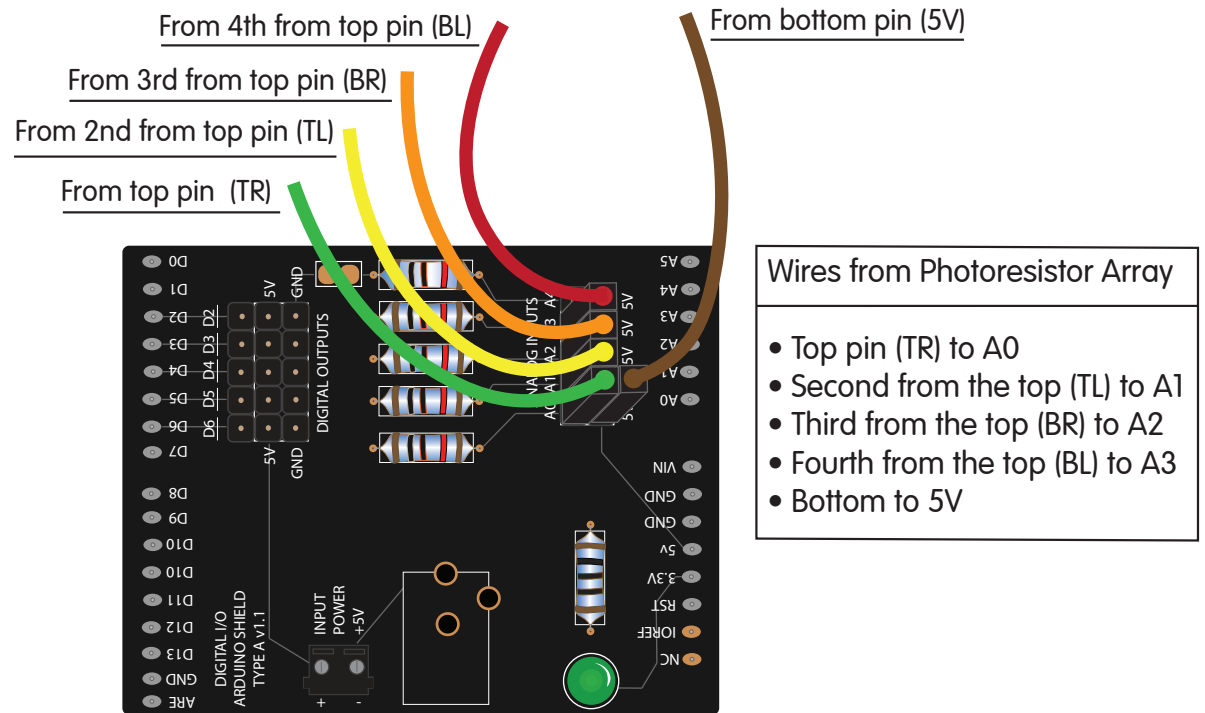 From 4th from top pin (BL)
From bottom pin (5V)
From 3rd from top pin (BR)
From 2nd from top pin (TL)
From top pin (TR)
Wires from Photoresistor Array
• Top pin (TR) to A0
• Second from the top (TL) to A1
• Third from the top (BR) to A2
• Fourth from the top (BL) to A3
• Bottom to 5V
D0
D1
D2
D3
D4
D5
D6
D7
D8
D9
D10
D10
D11
D12
D13
GND
ARE
5V
GND
D2
D3
D4
D5
D6
DIGITAL OUTPUTS
5V
GND
A1
A2
5V
5V
5V
A5
A4
A3
A1
A0
VIN
GND
GND
5v
3.3V
RST
IOREF
NC
DIGITAL I/O
ARDUINO SHIELD
TYPE A v1.1
INPUT
POWER
+5V
+
-